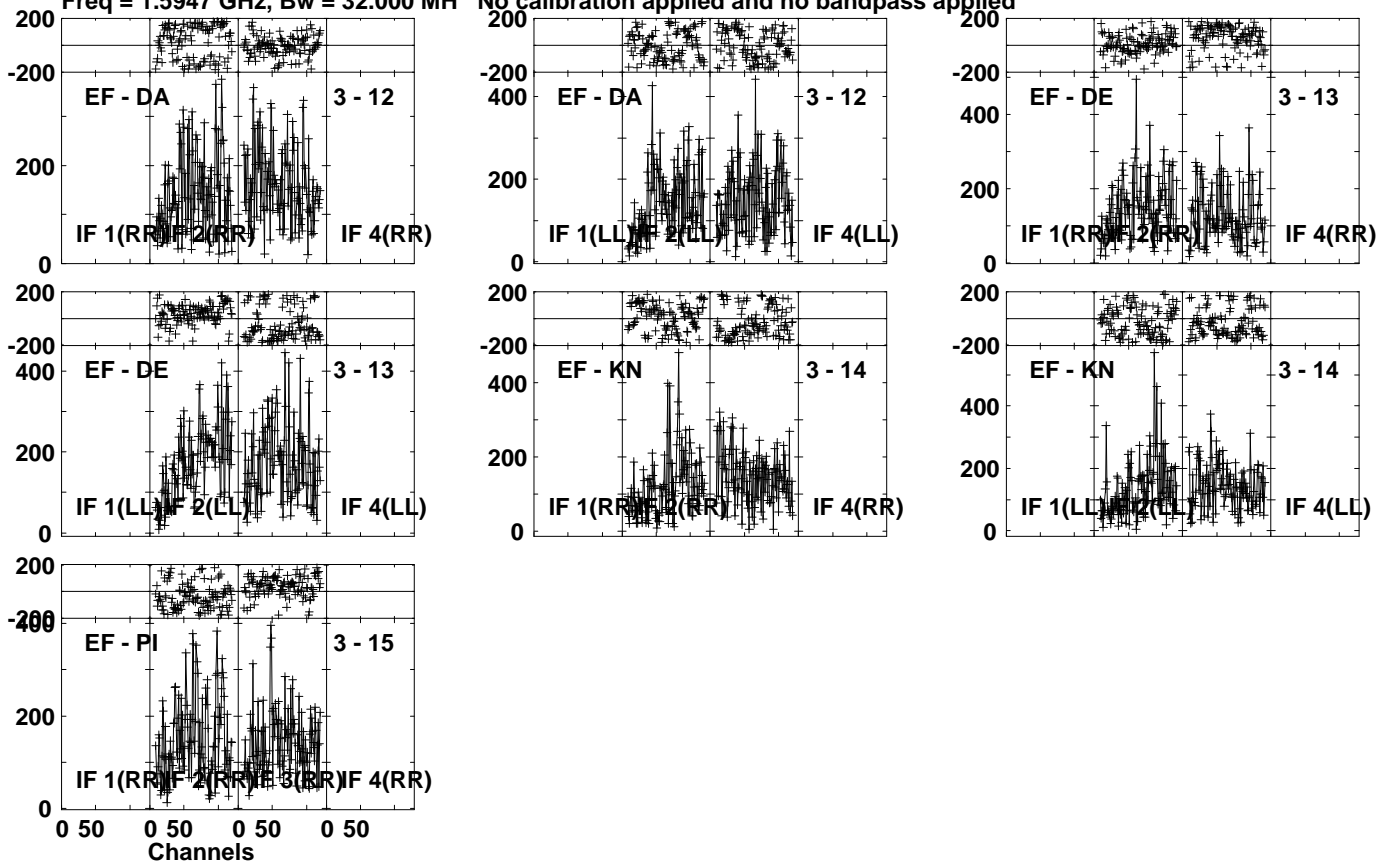 Freq = 1.5947 GHz, Bw = 32.000 MH No calibration applied and no bandpass applied
200
-200
EF - DA
3 - 12
200
0
IF 1(RR)
IF 2(RR)
IF 4(RR)
EF - DA
3 - 12
400
200
0
IF 1(LL)
IF 2(LL)
IF 4(LL)
200
-200
EF - DE
3 - 13
400
200
0
IF 1(RR)
IF 2(RR)
IF 4(RR)
200
-200
EF - DE
3 - 13
400
200
0
IF 1(LL)
IF 2(LL)
IF 4(LL)
200
-200
EF - KN
3 - 14
400
200
0
IF 1(RR)
IF 2(RR)
IF 4(RR)
200
-200
EF - KN
3 - 14
400
200
0
IF 1(LL)
IF 2(LL)
IF 4(LL)
200
-200
400
EF - PI
3 - 15
200
0
IF 1(RR)
IF 2(RR)
IF 3(RR)
IF 4(RR)
0 50 0 50 0 50 0 50
Channels